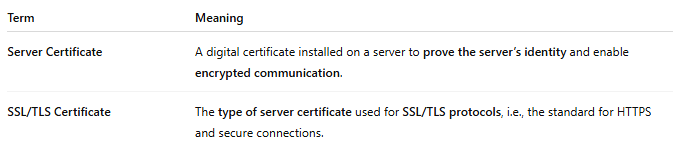 Term Meaning
Server Certificate A digital certificate installed on a server to prove the server’s identity and enable
encrypted communication.
SSL/TLS Certificate The type of server certificate used for SSL/TLS protocols, i.e., the standard for HTTPS
and secure connections.